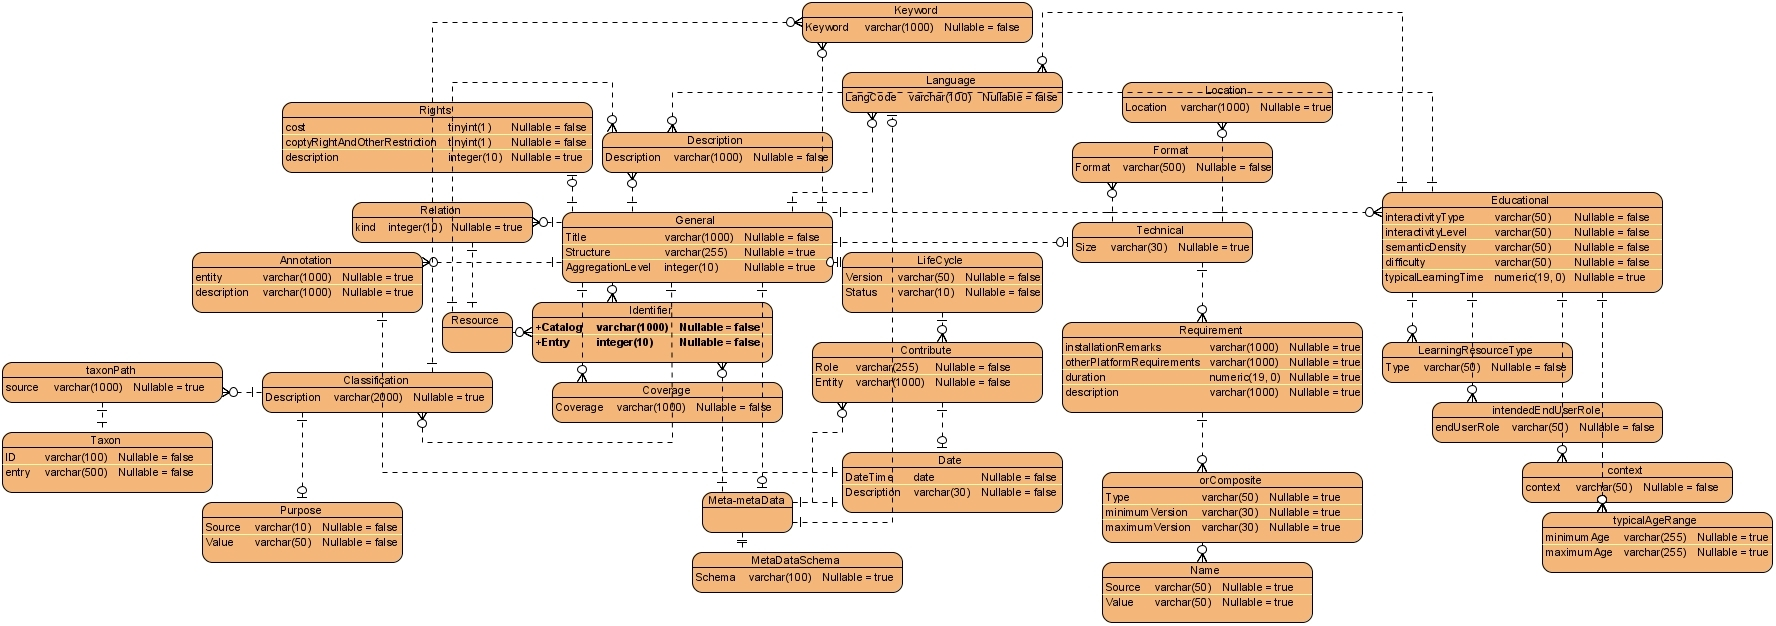 Keyword
Keyword varchar(1000) Nullable = false
Language
LangCode varchar(100) Nullable = false
Location
Location varchar(1000) Nullable = true
Rights
cost tinyint(1) Nullable = false
coptyRightAndOtherRestriction tinyint(1) Nullable = false
description integer(10) Nullable = true
Description
Description varchar(1000) Nullable = false
Format
Format varchar(500) Nullable = false
Educational
interactivityType varchar(50) Nullable = false
interactivityLevel varchar(50) Nullable = false
semanticDensity varchar(50) Nullable = false
difficulty varchar(50) Nullable = false
typicalLearningTime numeric(19, 0) Nullable = true
Relation
kind integer(10) Nullable = true
General
Title varchar(1000) Nullable = false
Structure varchar(255) Nullable = true
AggregationLevel integer(10) Nullable = true
Technical
Size varchar(30) Nullable = true
Annotation
entity varchar(1000) Nullable = true
description varchar(1000) Nullable = true
LifeCycle
Version varchar(50) Nullable = false
Status varchar(10) Nullable = false
Resource
Identifier
+Catalog varchar(1000) Nullable = false
+Entry integer(10) Nullable = false
Requirement
installationRemarks varchar(1000) Nullable = true
otherPlatformRequirements varchar(1000) Nullable = true
duration numeric(19, 0) Nullable = true
description varchar(1000) Nullable = true
Contribute
Role varchar(255) Nullable = false
Entity varchar(1000) Nullable = false
LearningResourceType
Type varchar(50) Nullable = false
taxonPath
source varchar(1000) Nullable = true
Classification
Description varchar(2000) Nullable = true
Coverage
Coverage varchar(1000) Nullable = false
intendedEndUserRole
endUserRole varchar(50) Nullable = false
Taxon
ID varchar(100) Nullable = false
entry varchar(500) Nullable = false
Date
DateTime date Nullable = false
Description varchar(30) Nullable = false
context
context varchar(50) Nullable = false
orComposite
Type varchar(50) Nullable = true
minimumVersion varchar(30) Nullable = true
maximumVersion varchar(30) Nullable = true
Meta-metaData
Purpose
Source varchar(10) Nullable = false
Value varchar(50) Nullable = false
typicalAgeRange
minimumAge varchar(255) Nullable = true
maximumAge varchar(255) Nullable = true
MetaDataSchema
Schema varchar(100) Nullable = true
Name
Source varchar(50) Nullable = true
Value varchar(50) Nullable = true